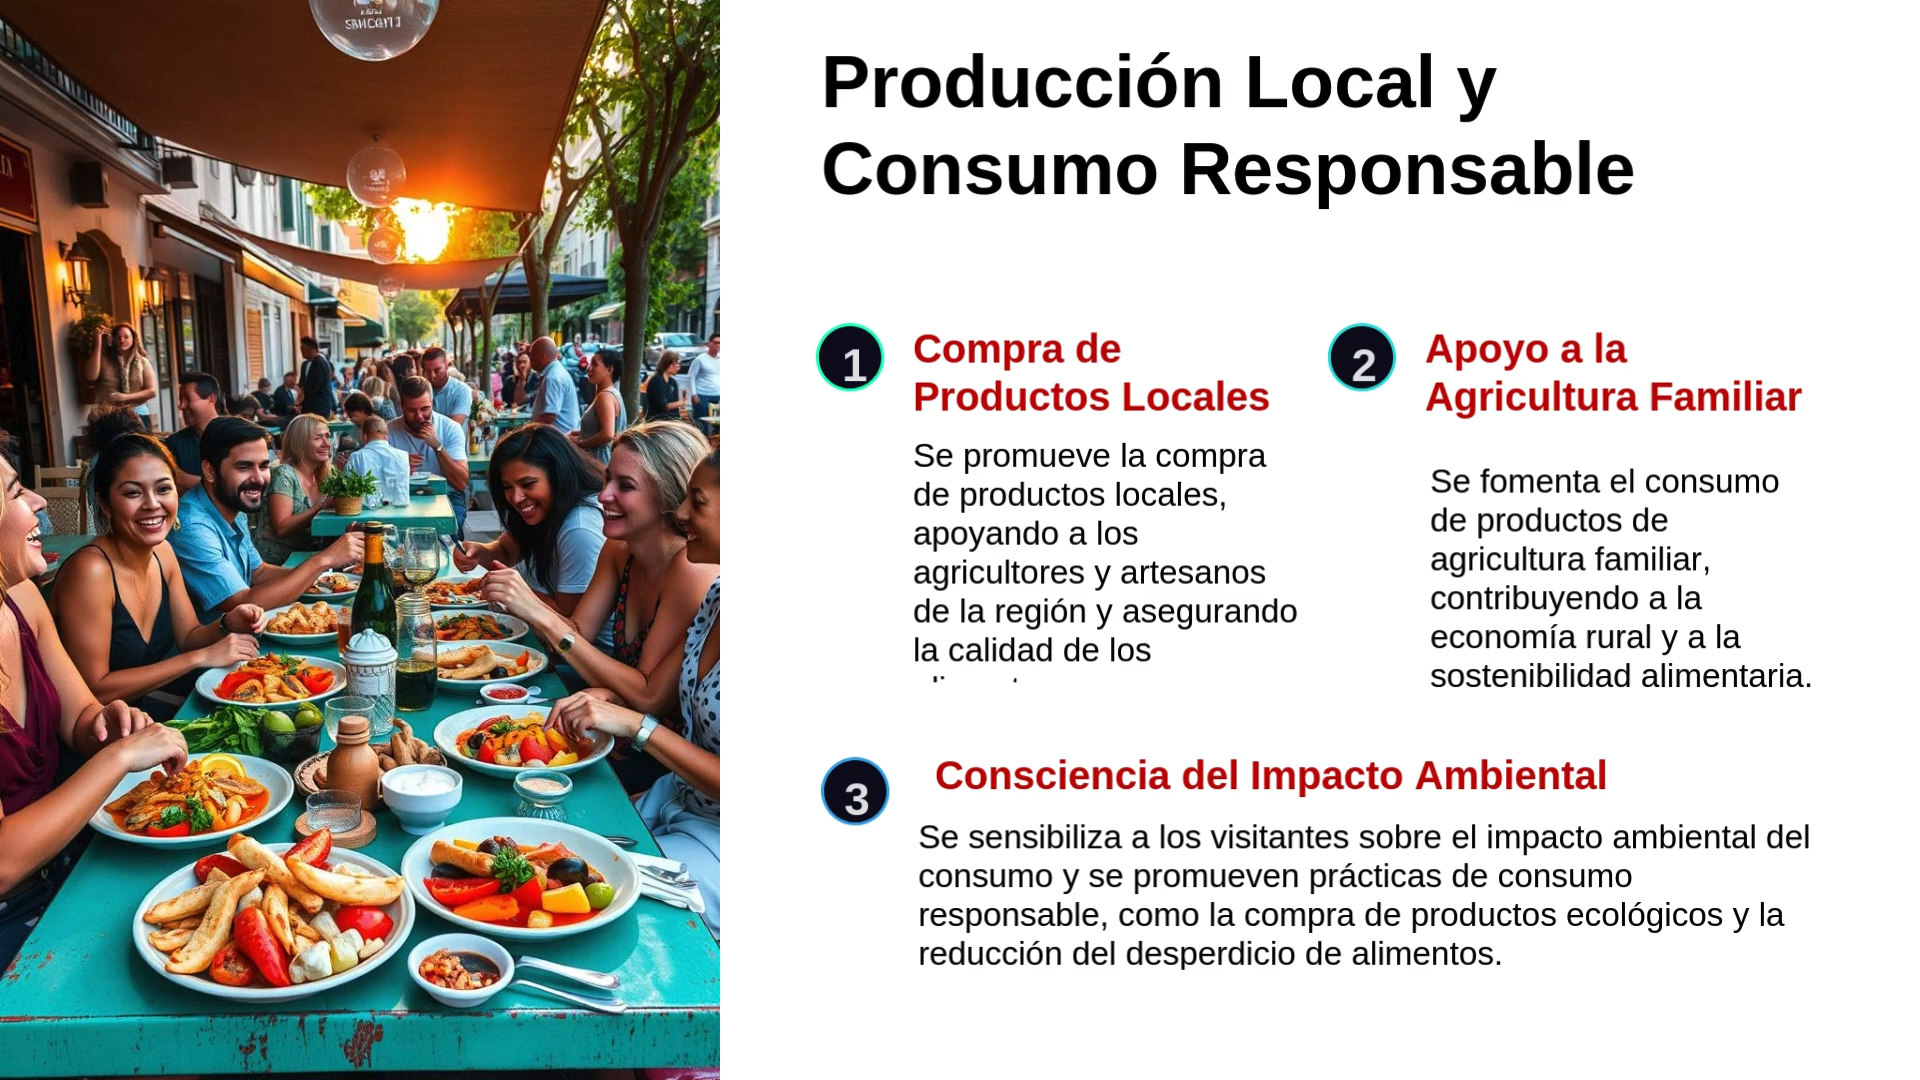 Producción Local y
Consumo Responsable
1
Compra de
Productos Locales
Se promueve la compra
de productos locales,
apoyando a los
agricultores y artesanos
de la región y asegurando
la calidad de los
2
Apoyo a la
Agricultura Familiar
Se fomenta el consumo
de productos de
agricultura familiar,
contribuyendo a la
economía rural y a la
sostenibilidad alimentaria.
3
Consciencia del Impacto Ambiental
Se sensibiliza a los visitantes sobre el impacto ambiental del
consumo y se promueven prácticas de consumo
responsable, como la compra de productos ecológicos y la
reducción del desperdicio de alimentos.